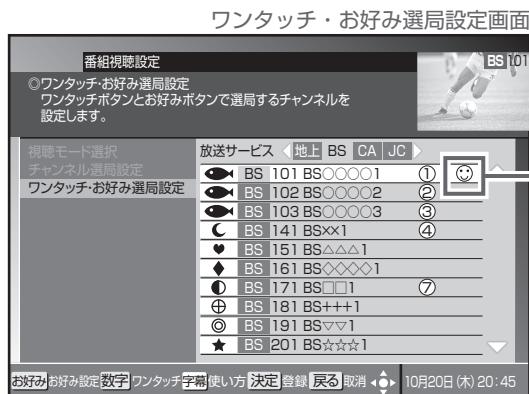 ワンタッチ・お好み選局設定画面
番組視聴設定
BS 101
◎ワンタッチ・お好み選局設定
ワンタッチボタンとお好みボタンで選局するチャンネルを
設定します。
視聴モード選択
チャンネル選局設定
ワンタッチ・お好み選局設定
放送サービス 地上 BS CA JC
BS 101 BS○○○○1 ①
BS 102 BS○○○○2 ②
BS 103 BS○○○○3 ③
BS 141 BS××1 ④
BS 151 BS△△△1
BS 161 BS◇◇◇◇1
BS 171 BS□□1 ⑦
BS 181 BS+++1
BS 191 BS▽▽1
BS 201 BS☆☆☆1
お好み お好み設定 数字 ワンタッチ 字幕 使い方 決定 登録 戻る 取消 10月20日(木) 20:45